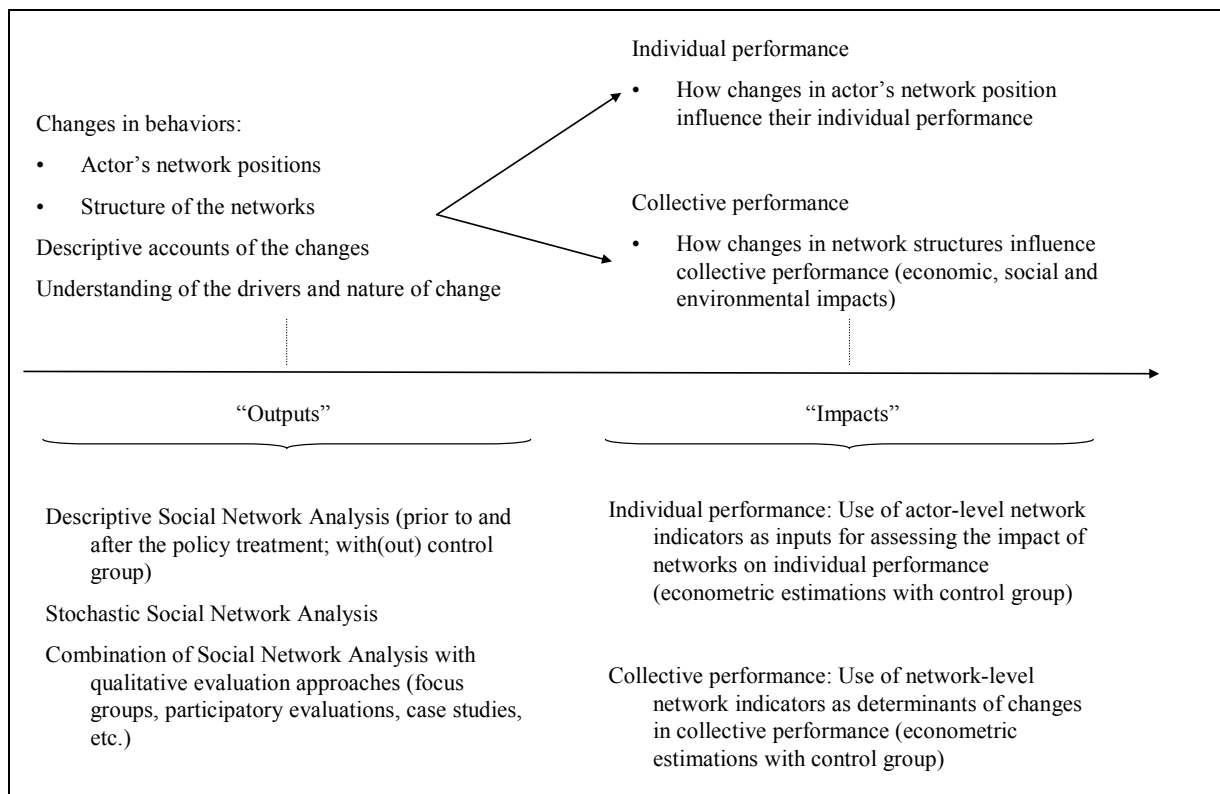 Changes in behaviors:
• Actor’s network positions
• Structure of the networks
Descriptive accounts of the changes
Understanding of the drivers and nature of change
Individual performance
• How changes in actor’s network position
influence their individual performance
Collective performance
• How changes in network structures influence
collective performance (economic, social and
environmental impacts)
“Outputs”
“Impacts”
Descriptive Social Network Analysis (prior to and
after the policy treatment; with(out) control
group)
Stochastic Social Network Analysis
Combination of Social Network Analysis with
qualitative evaluation approaches (focus
groups, participatory evaluations, case studies,
etc.)
Individual performance: Use of actor-level network
indicators as inputs for assessing the impact of
networks on individual performance
(econometric estimations with control group)
Collective performance: Use of network-level
network indicators as determinants of changes
in collective performance (econometric
estimations with control group)